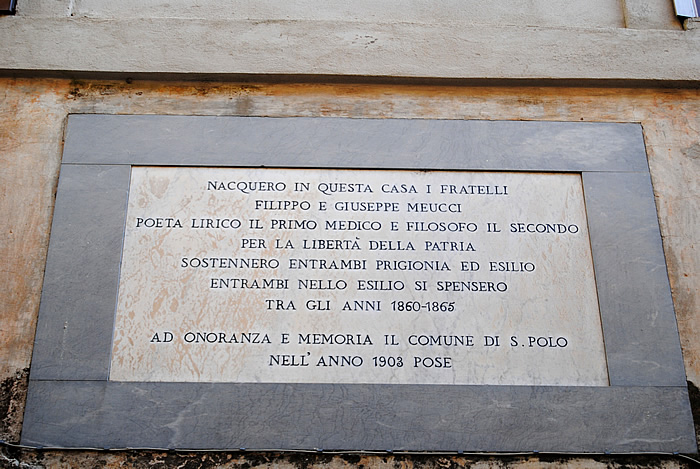 NACQUERO IN QUESTA CASA I FRATELLI
FILIPPO E GIUSEPPE MEUCCI
POETA LIRICO IL PRIMO MEDICO E FILOSOFO IL SECONDO
PER LA LIBERTÀ DELLA PATRIA
SOSTENNERO ENTRAMBI PRIGIONIA ED ESILIO
ENTRAMBI NELLO ESILIO SI SPENSERO
TRA GLI ANNI 1860-1865
AD ONORANZA E MEMORIA IL COMUNE DI S. POLO
NELL'ANNO 1903 POSE